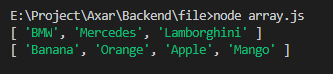 E:\Project\Axar\Backend\file>node array.js
[ 'BMW', 'Mercedes', 'Lamborghini' ]
[ 'Banana', 'Orange', 'Apple', 'Mango' ]